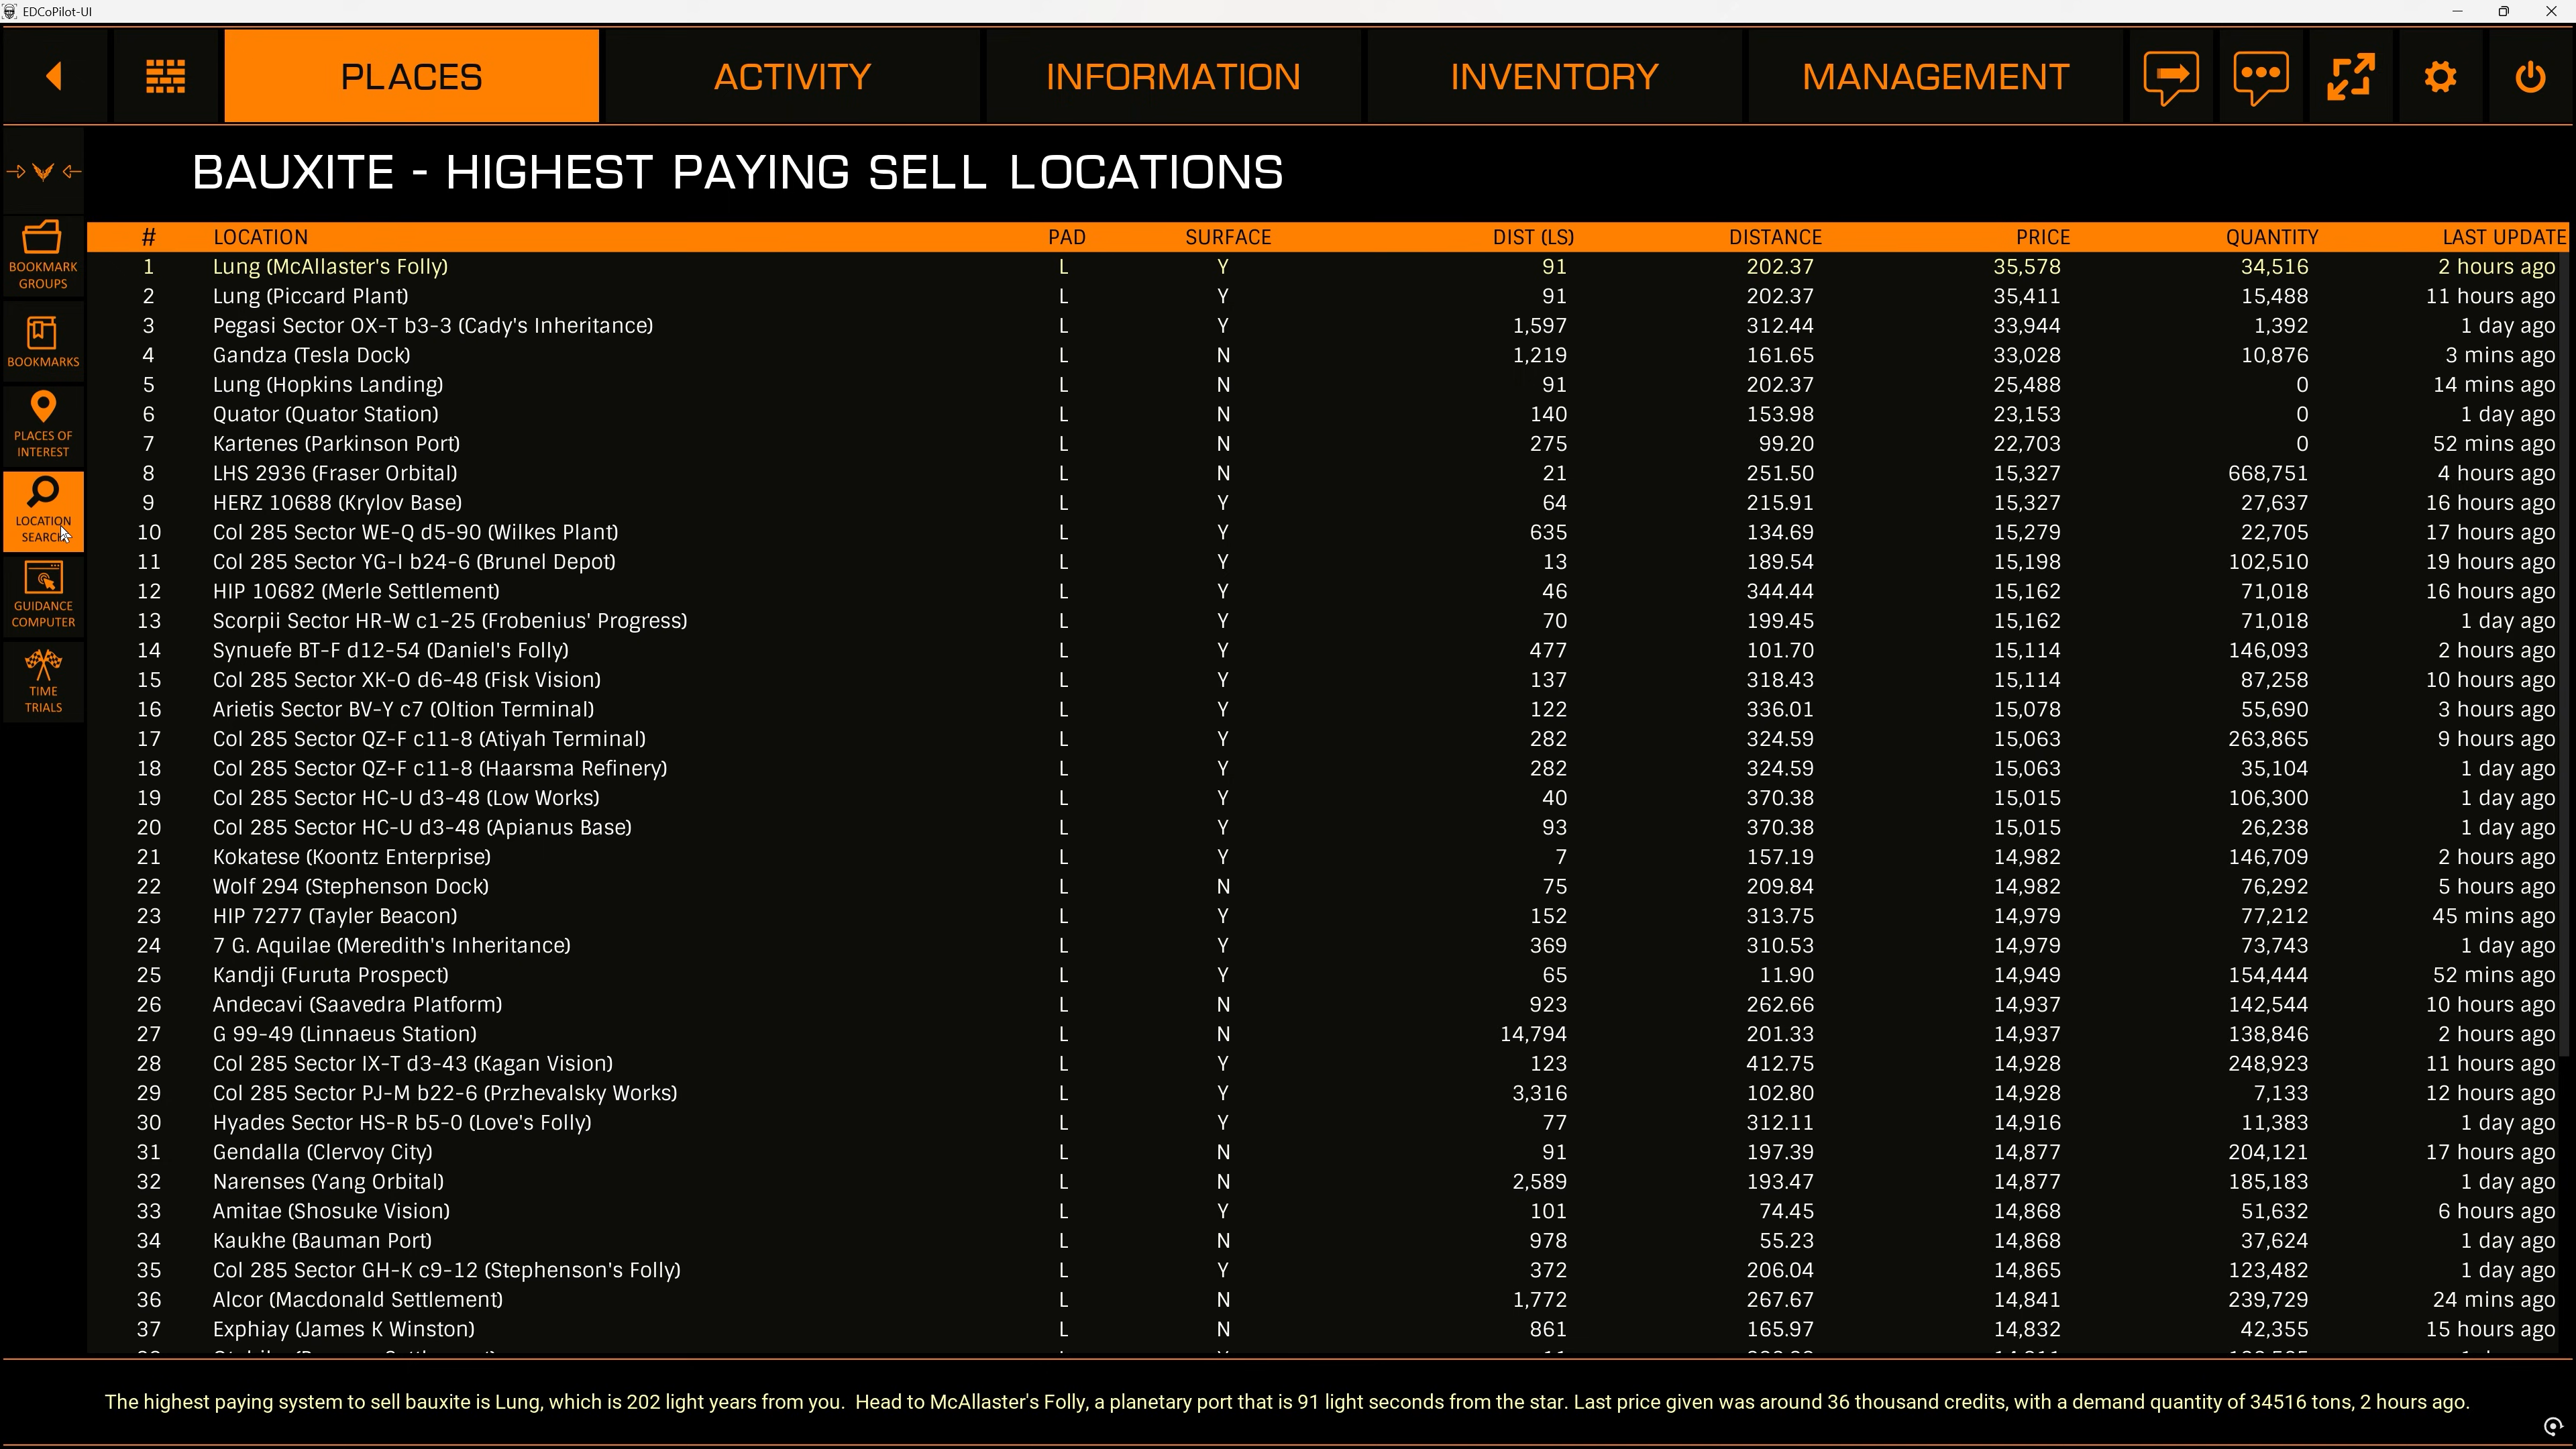 EDCoPilot-UI
PLACES ACTIVITY INFORMATION INVENTORY MANAGEMENT
BAUXITE - HIGHEST PAYING SELL LOCATIONS
BOOKMARK
GROUPS
BOOKMARKS
PLACES OF
INTEREST
LOCATION
SEARCH
GUIDANCE
COMPUTER
TIME
TRIALS
# LOCATION PAD SURFACE DIST (LS) DISTANCE PRICE QUANTITY LAST UPDATE
1 Lung (McAllaster's Folly) L Y 91 202.37 35,578 34,516 2 hours ago
2 Lung (Piccard Plant) L Y 91 202.37 35,411 15,488 11 hours ago
3 Pegasi Sector OX-T b3-3 (Cady's Inheritance) L Y 1,597 312.44 33,944 1,392 1 day ago
4 Gandza (Tesla Dock) L N 1,219 161.65 33,028 10,876 3 mins ago
5 Lung (Hopkins Landing) L N 91 202.37 25,488 0 14 mins ago
6 Quator (Quator Station) L N 140 153.98 23,153 0 1 day ago
7 Kartenes (Parkinson Port) L N 275 99.20 22,703 0 52 mins ago
8 LHS 2936 (Fraser Orbital) L N 21 251.50 15,327 668,751 4 hours ago
9 HERZ 10688 (Krylov Base) L Y 64 215.91 15,327 27,637 16 hours ago
10 Col 285 Sector WE-Q d5-90 (Wilkes Plant) L Y 635 134.69 15,279 22,705 17 hours ago
11 Col 285 Sector YG-I b24-6 (Brunel Depot) L Y 13 189.54 15,198 102,510 19 hours ago
12 HIP 10682 (Merle Settlement) L Y 46 344.44 15,162 71,018 16 hours ago
13 Scorpii Sector HR-W c1-25 (Frobenius' Progress) L Y 70 199.45 15,162 71,018 1 day ago
14 Synuefe BT-F d12-54 (Daniel's Folly) L Y 477 101.70 15,114 146,093 2 hours ago
15 Col 285 Sector XK-O d6-48 (Fisk Vision) L Y 137 318.43 15,114 87,258 10 hours ago
16 Arietis Sector BV-Y c7 (Oltion Terminal) L Y 122 336.01 15,078 55,690 3 hours ago
17 Col 285 Sector QZ-F c11-8 (Atiyah Terminal) L Y 282 324.59 15,063 263,865 9 hours ago
18 Col 285 Sector QZ-F c11-8 (Haarsma Refinery) L Y 282 324.59 15,063 35,104 1 day ago
19 Col 285 Sector HC-U d3-48 (Low Works) L Y 40 370.38 15,015 106,300 1 day ago
20 Col 285 Sector HC-U d3-48 (Apianus Base) L Y 93 370.38 15,015 26,238 1 day ago
21 Kokatese (Koontz Enterprise) L Y 7 157.19 14,982 146,709 2 hours ago
22 Wolf 294 (Stephenson Dock) L N 75 209.84 14,982 76,292 5 hours ago
23 HIP 7277 (Tayler Beacon) L Y 152 313.75 14,979 77,212 45 mins ago
24 7 G. Aquilae (Meredith's Inheritance) L Y 369 310.53 14,979 73,743 1 day ago
25 Kandji (Furuta Prospect) L Y 65 11.90 14,949 154,444 52 mins ago
26 Andecavi (Saavedra Platform) L N 923 262.66 14,937 142,544 10 hours ago
27 G 99-49 (Linnaeus Station) L N 14,794 201.33 14,937 138,846 2 hours ago
28 Col 285 Sector IX-T d3-43 (Kagan Vision) L Y 123 412.75 14,928 248,923 11 hours ago
29 Col 285 Sector PJ-M b22-6 (Przhevalsky Works) L Y 3,316 102.80 14,928 7,133 12 hours ago
30 Hyades Sector HS-R b5-0 (Love's Folly) L Y 77 312.11 14,916 11,383 1 day ago
31 Gendalla (Clervoy City) L N 91 197.39 14,877 204,121 17 hours ago
32 Narenses (Yang Orbital) L N 2,589 193.47 14,877 185,183 1 day ago
33 Amitae (Shosuke Vision) L Y 101 74.45 14,868 51,632 6 hours ago
34 Kaukhe (Bauman Port) L N 978 55.23 14,868 37,624 1 day ago
35 Col 285 Sector GH-K c9-12 (Stephenson's Folly) L Y 372 206.04 14,865 123,482 1 day ago
36 Alcor (Macdonald Settlement) L N 1,772 267.67 14,841 239,729 24 mins ago
37 Exphiay (James K Winston) L N 861 165.97 14,832 42,355 15 hours ago
The highest paying system to sell bauxite is Lung, which is 202 light years from you. Head to McAllaster's Folly, a planetary port that is 91 light seconds from the star. Last price given was around 36 thousand credits, with a demand quantity of 34516 tons, 2 hours ago.